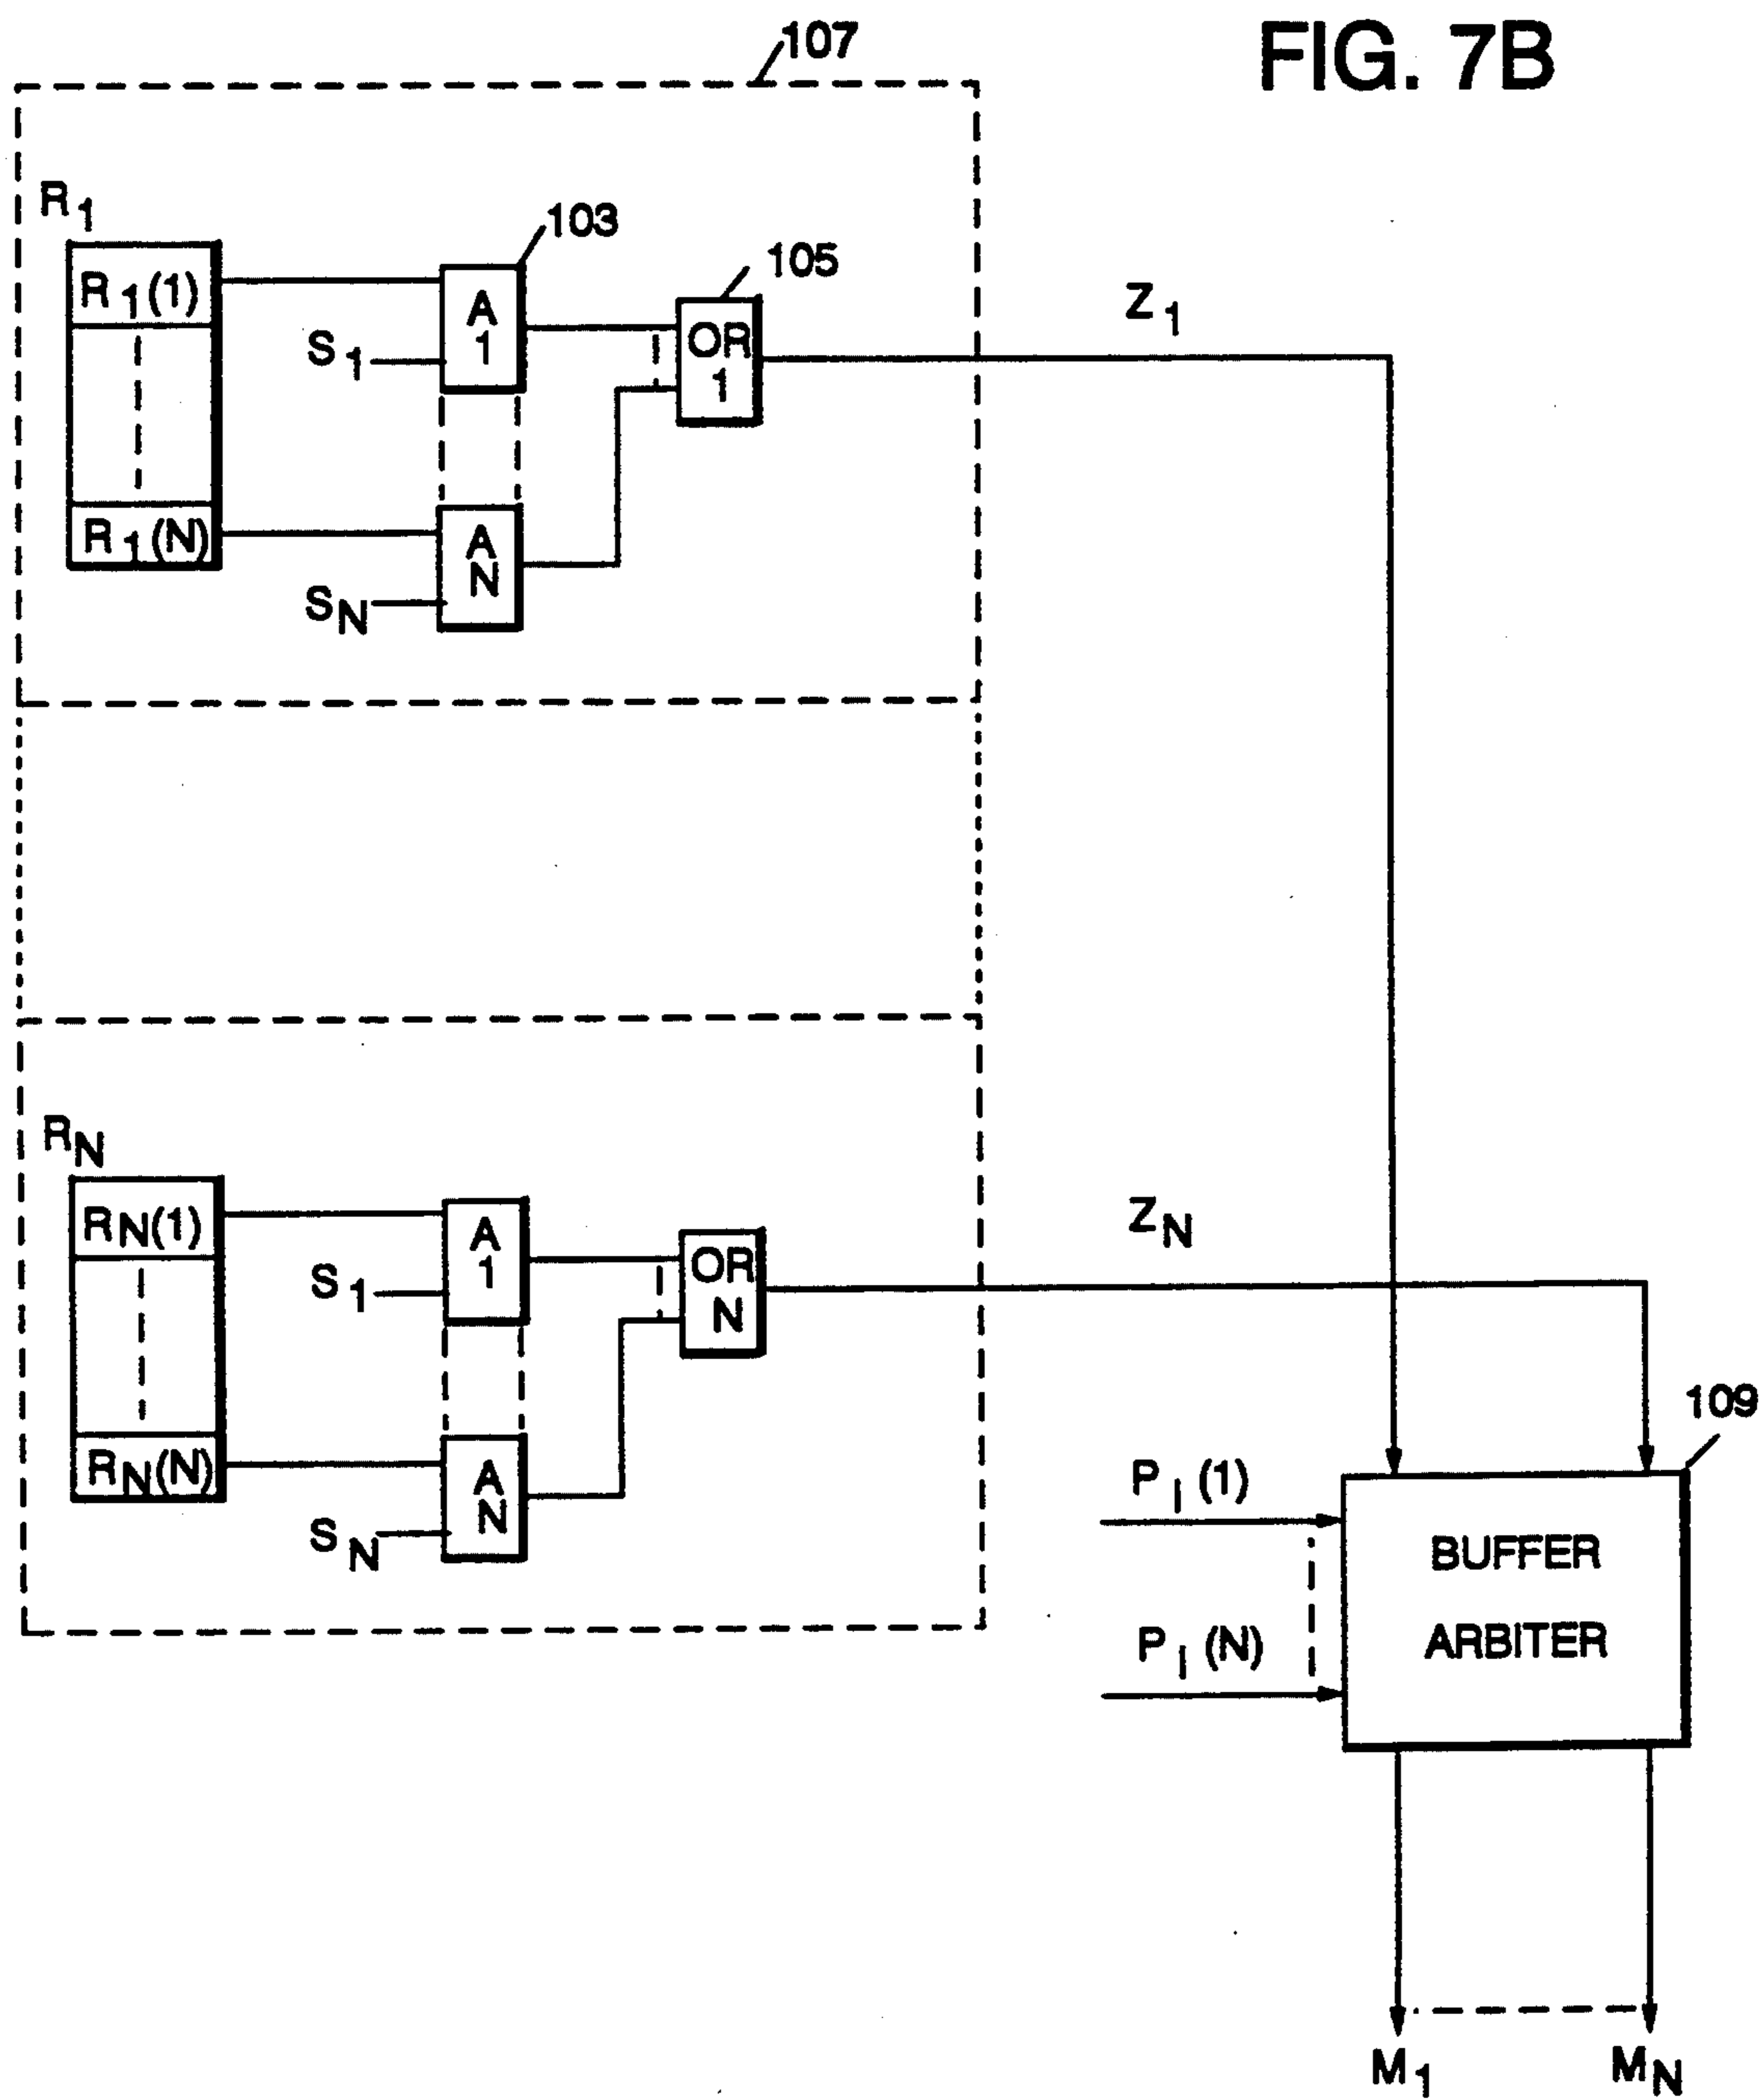 FIG. 7B
107
R1
103
105
R1(1)
A
1
S1
OR
1
Z1
R1(N)
A
N
SN
RN
RN(1)
A
1
S1
OR
N
ZN
RN(N)
A
N
SN
109
Pi (1)
BUFFER
ARBITER
Pi (N)
M1
MN